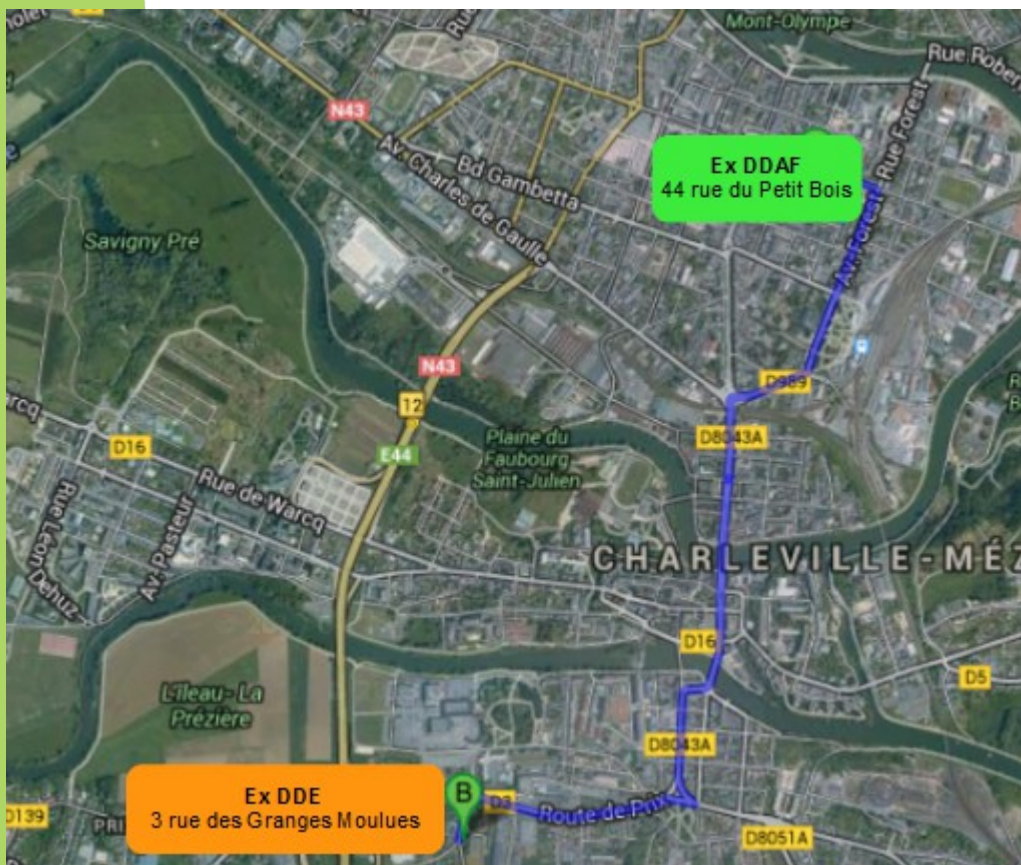 Mont-Olympe
Rue Robert
N43
Av. Charles de Gaulle
Bd Gambetta
Ex DDAF
44 rue du Petit Bois
Rue Forest
Av. Forest
Savigny Pré
N43
D989
12
D8043A
Plaine du
Faubourg
Saint-Julien
E44
D16
Rue de Warcq
Rue Léon
Dehuz
Av. Pasteur
CHARLEVILLE-MÉZ
D16
D5
L'Ileau - La
Prézière
D8043A
Ex DDE
3 rue des Granges Moulues
B
D3
Route de Prix
D139
PRI
D8051A